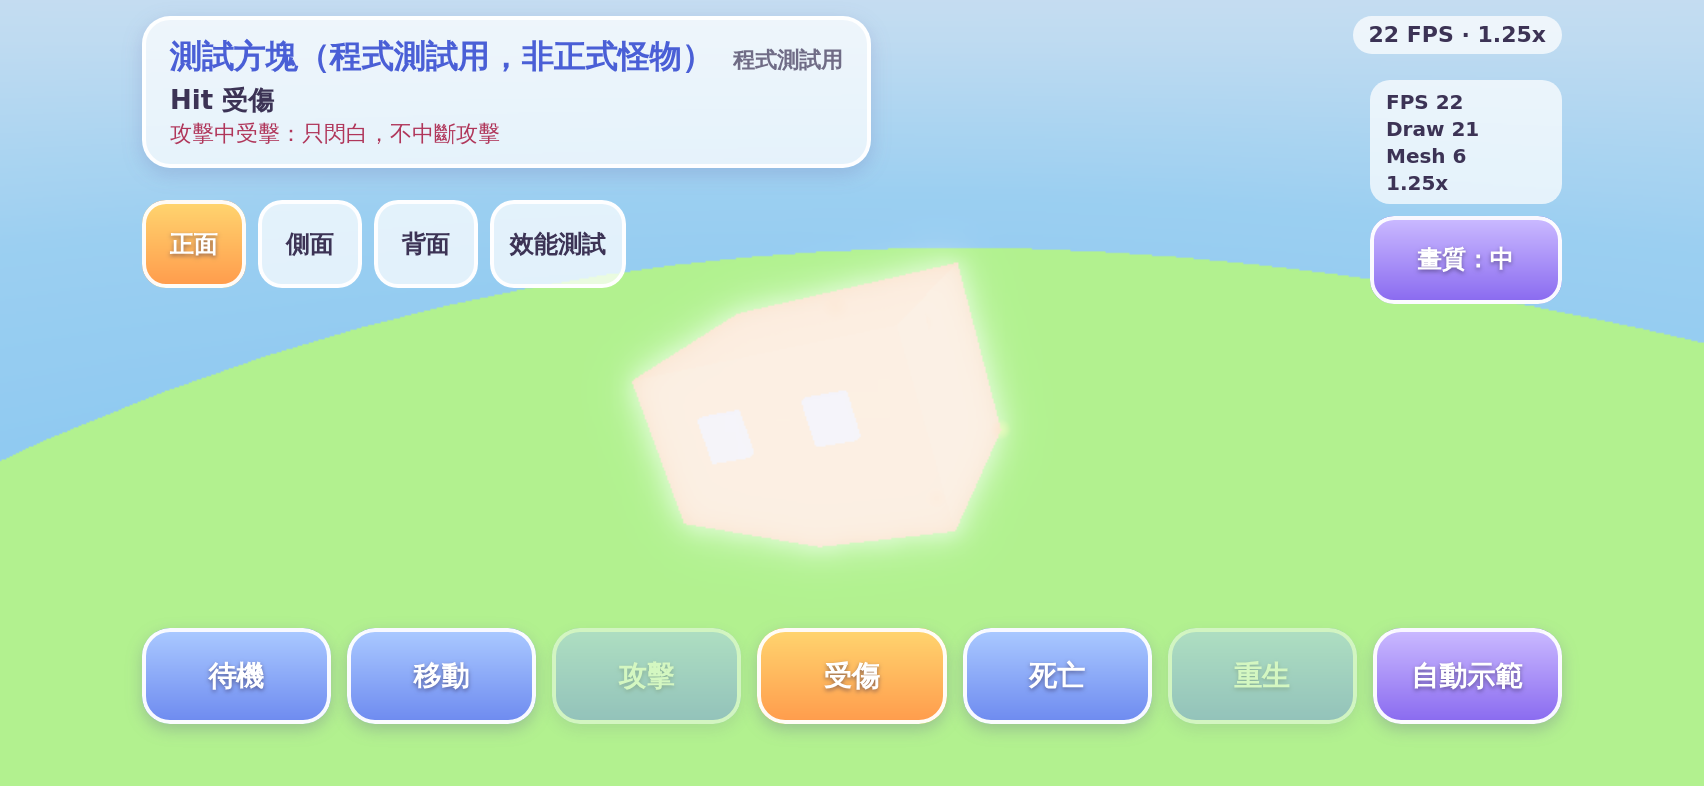 測試方塊（程式測試用，非正式怪物） 程式測試用
Hit 受傷
攻擊中受擊：只閃白，不中斷攻擊
22 FPS · 1.25x
FPS 22
Draw 21
Mesh 6
1.25x
正面 側面 背面 效能測試
畫質：中
待機 移動 攻擊 受傷 死亡 重生 自動示範